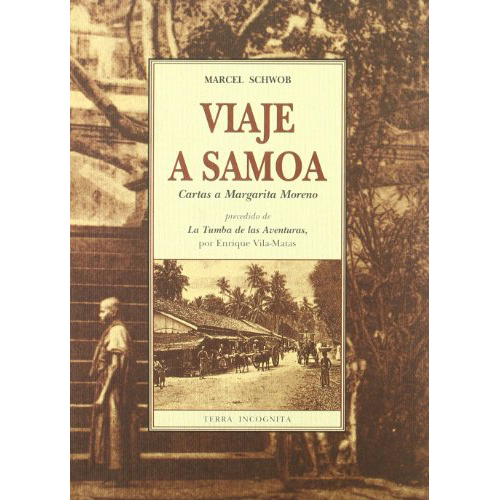 MARCEL SCHWOB
VIAJE
A SAMOA
Cartas a Margarita Moreno
precedido de
La Tumba de las Aventuras,
por Enrique Vila-Matas
TERRA INCOGNITA